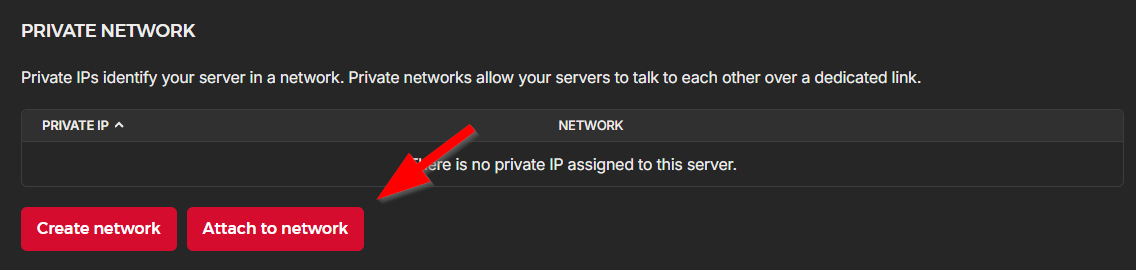 PRIVATE NETWORK
Private IPs identify your server in a network. Private networks allow your servers to talk to each other over a dedicated link.
PRIVATE IP NETWORK
There is no private IP assigned to this server.
Create network Attach to network